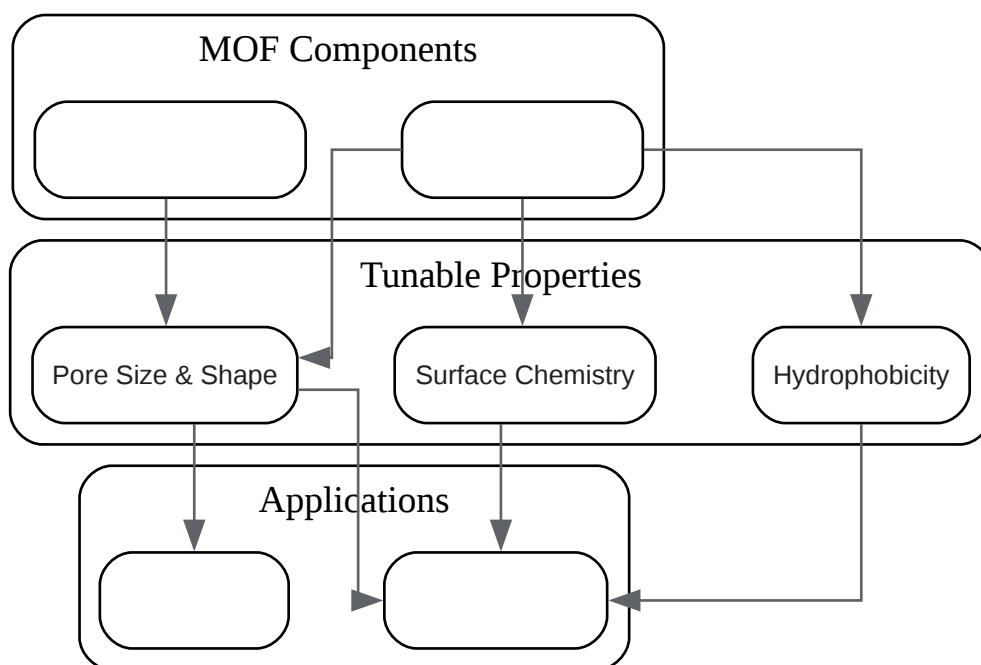 MOF Components
Tunable Properties
Pore Size & Shape
Surface Chemistry
Hydrophobicity
Applications